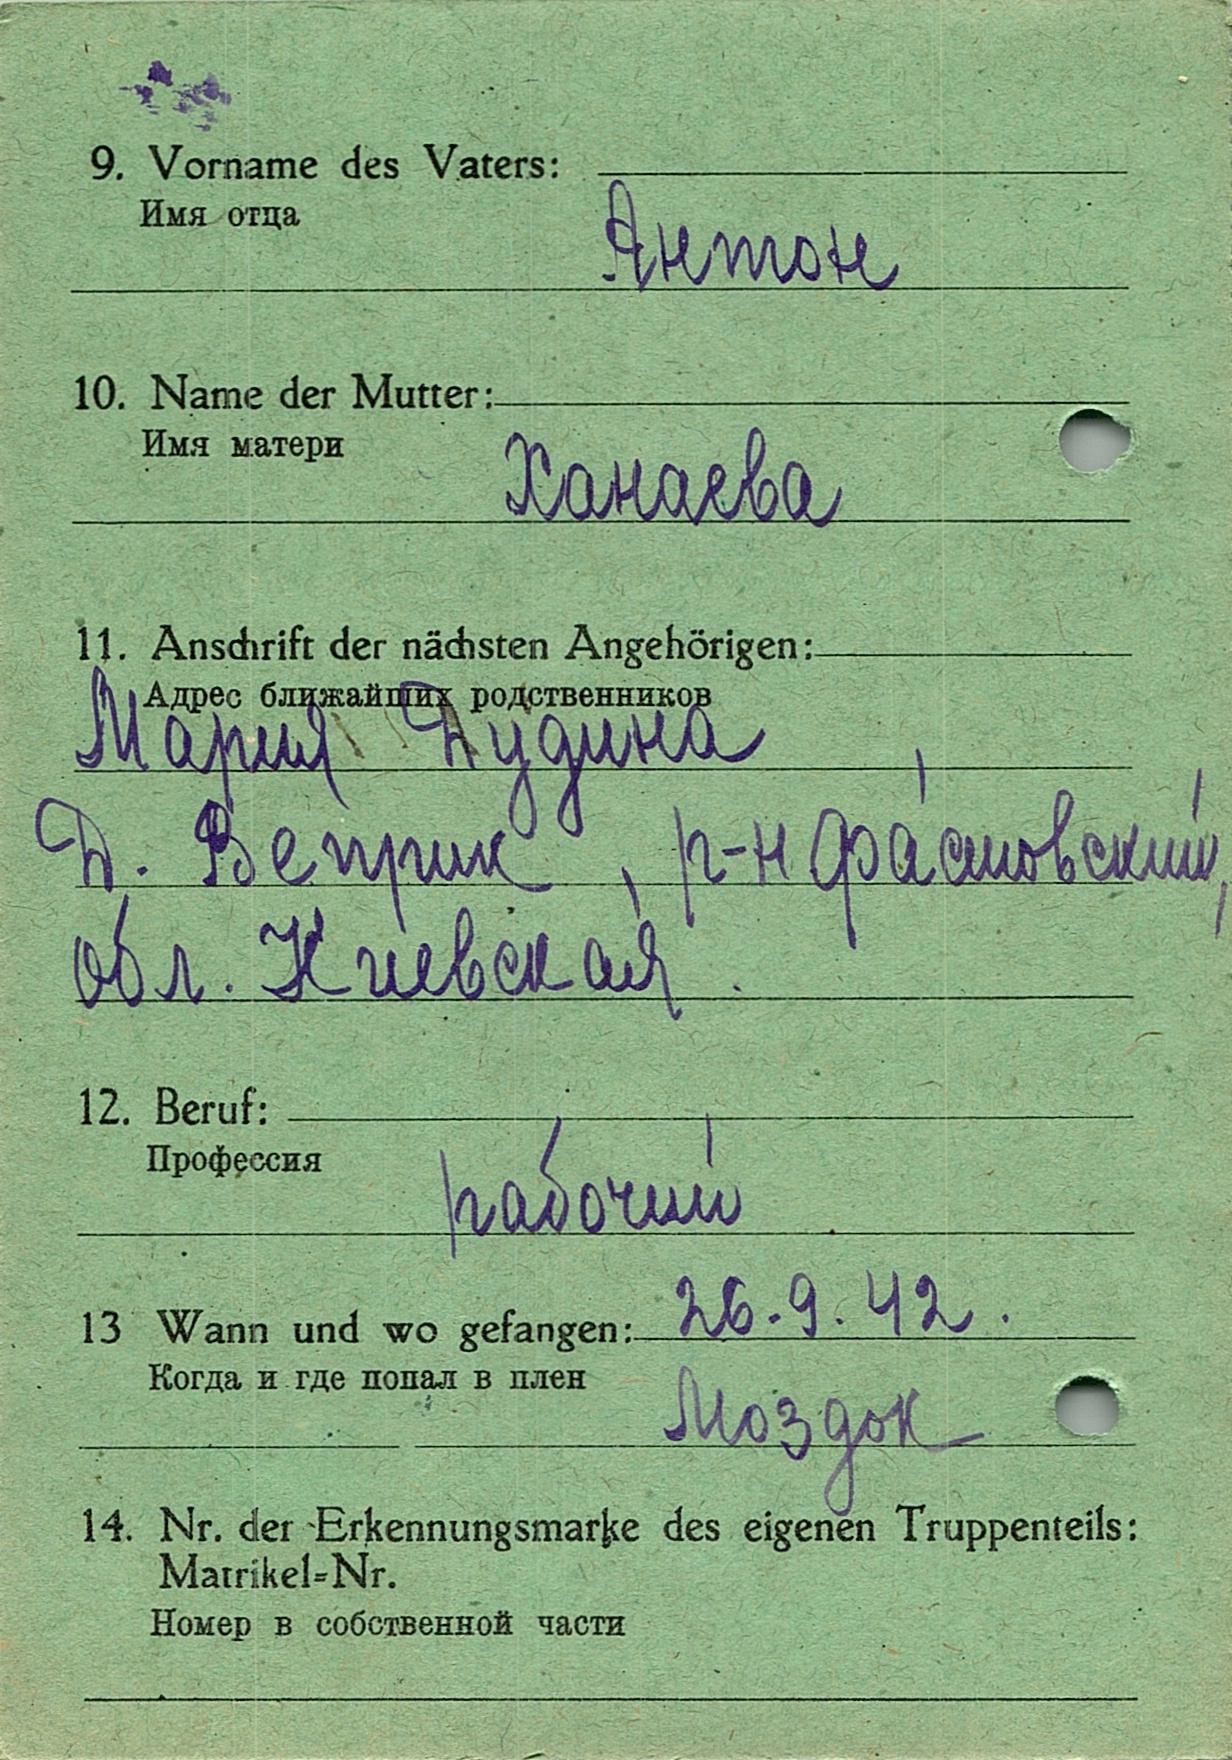 9. Vorname des Vaters:
Имя отца
Антон
10. Name der Mutter:
Имя матери
Ханаева
11. Anschrift der nächsten Angehörigen:
Адрес ближайших родственников
Мария Дудина
Д. Веприк, р-н Фастовский,
обл. Киевская.
12. Beruf:
Профессия
рабочий
13 Wann und wo gefangen: 26.9.42.
Когда и где попал в плен
Моздок
14. Nr. der Erkennungsmarke des eigenen Truppenteils:
Matrikel-Nr.
Номер в собственной части